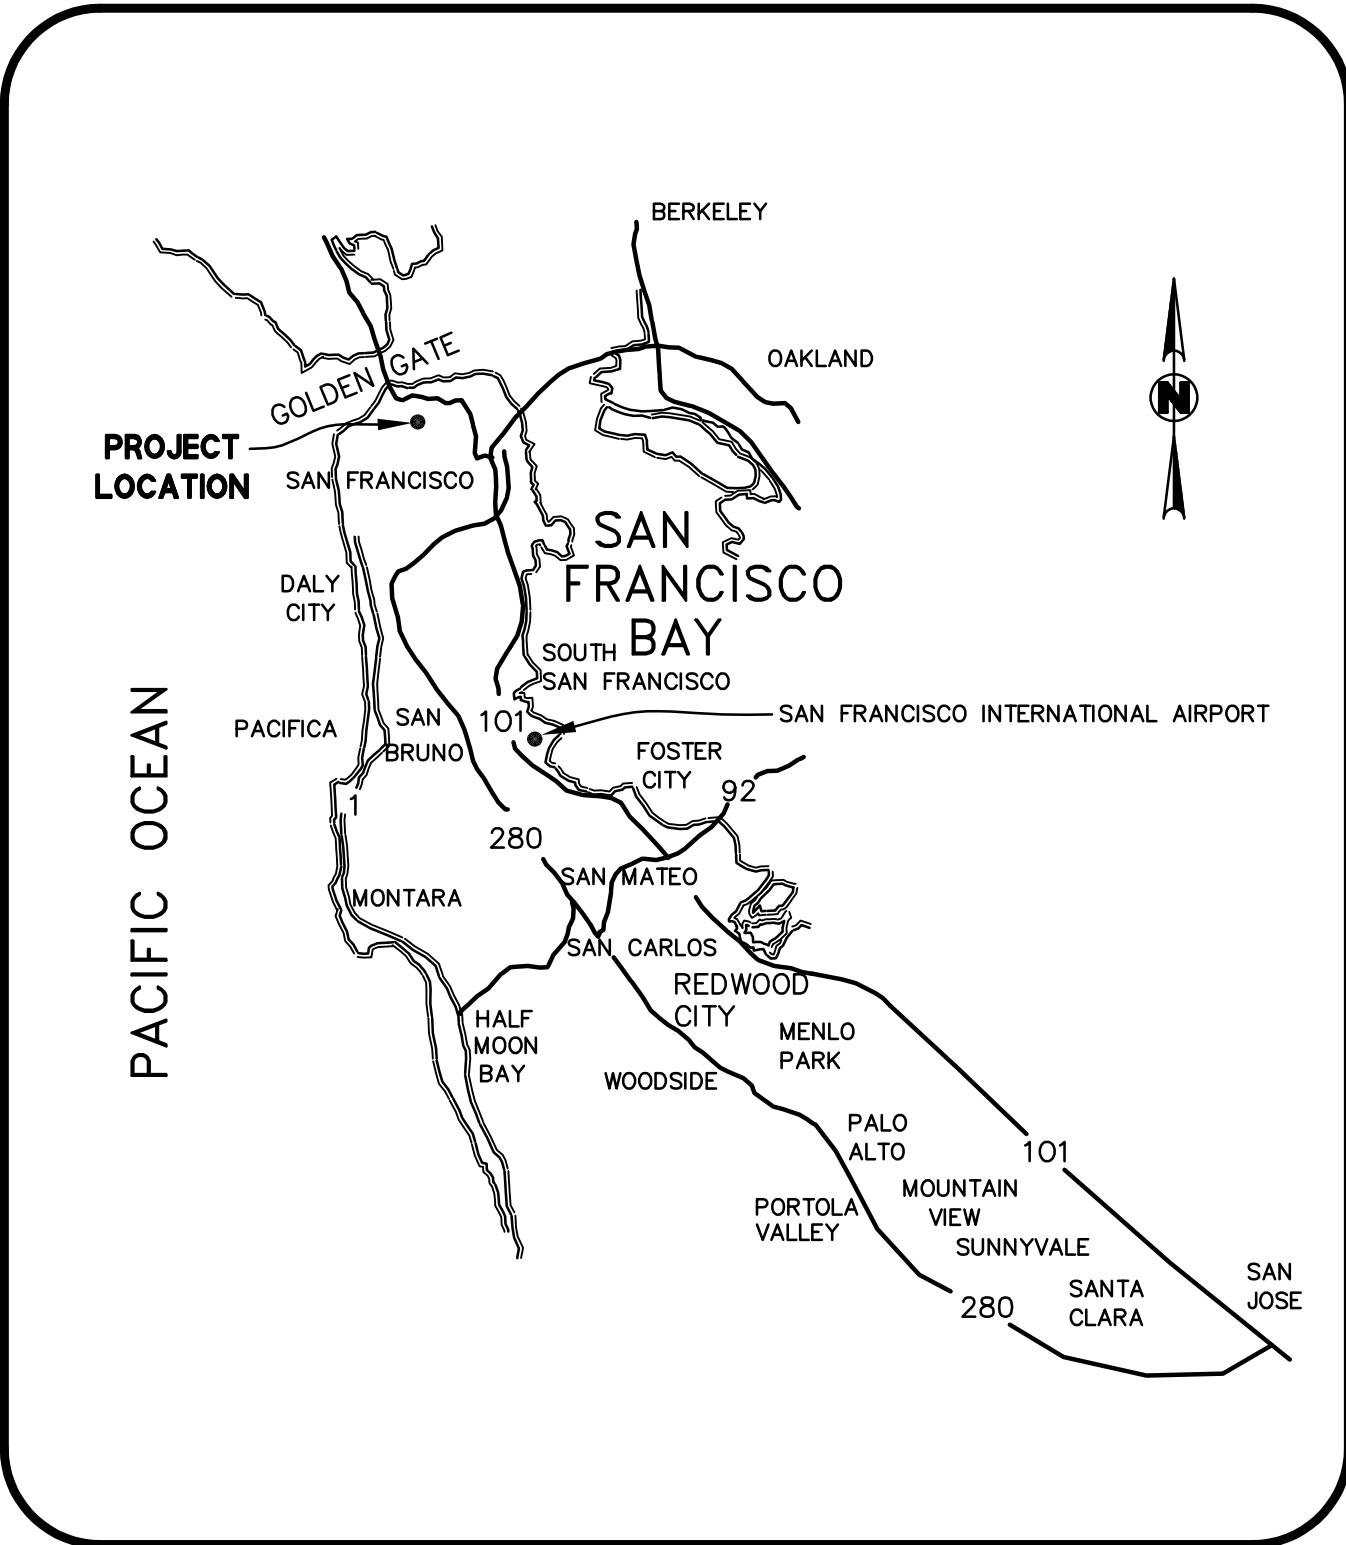 BERKELEY
OAKLAND
GOLDEN GATE
N
PROJECT
LOCATION
SAN FRANCISCO
SAN
FRANCISCO
BAY
DALY
CITY
SOUTH
SAN FRANCISCO
PACIFIC OCEAN
PACIFICA
SAN
BRUNO
101
SAN FRANCISCO INTERNATIONAL AIRPORT
FOSTER
CITY
92
1
280
SAN MATEO
MONTARA
SAN CARLOS
REDWOOD
CITY
HALF
MOON
BAY
MENLO
PARK
WOODSIDE
PALO
ALTO
101
MOUNTAIN
VIEW
PORTOLA
VALLEY
SUNNYVALE
SANTA
CLARA
SAN
JOSE
280